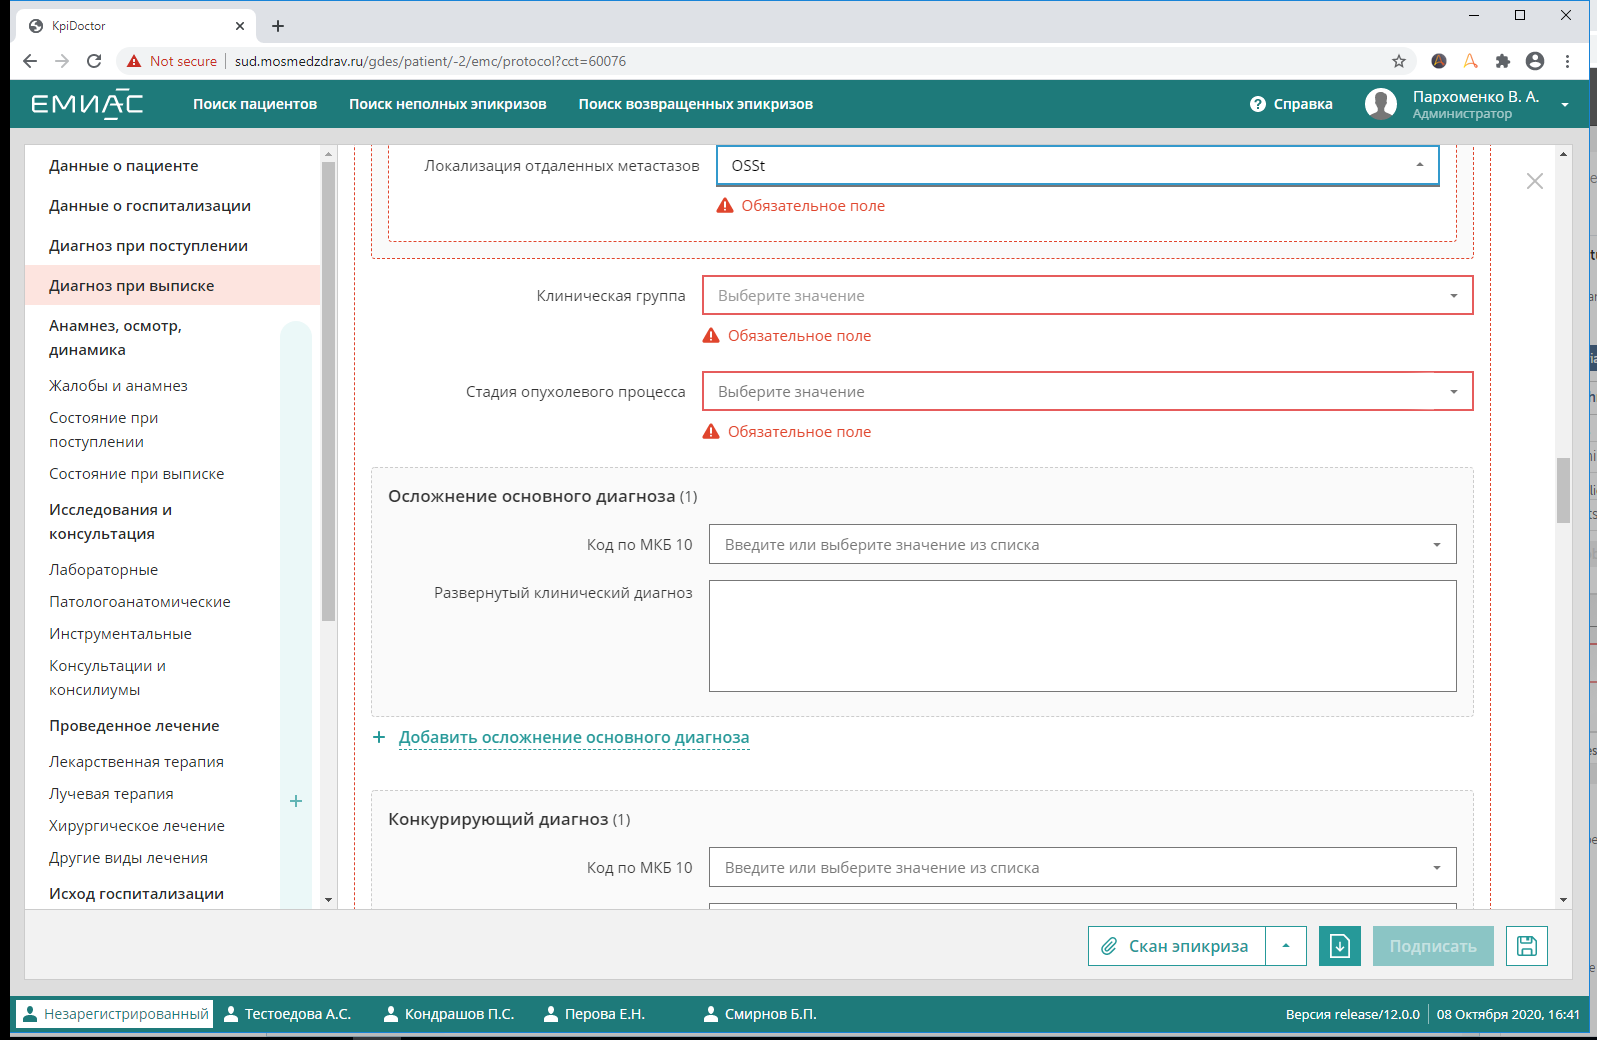 KpiDoctor
Not secure
sud.mosmedzdrav.ru/gdes/patient/-2/emc/protocol?cct=60076
ЕМИАС
Поиск пациентов
Поиск неполных эпикризов
Поиск возвращенных эпикризов
Справка
Пархоменко В. А.
Администратор
Данные о пациенте
Данные о госпитализации
Диагноз при поступлении
Диагноз при выписке
Анамнез, осмотр,
динамика
Жалобы и анамнез
Состояние при
поступлении
Состояние при выписке
Исследования и
консультация
Лабораторные
Патологоанатомические
Инструментальные
Консультации и
консилиумы
Проведенное лечение
Лекарственная терапия
Лучевая терапия
Хирургическое лечение
Другие виды лечения
Исход госпитализации
Локализация отдаленных метастазов
OSSt
Обязательное поле
Клиническая группа
Выберите значение
Обязательное поле
Стадия опухолевого процесса
Выберите значение
Обязательное поле
Осложнение основного диагноза (1)
Код по МКБ 10
Введите или выберите значение из списка
Развернутый клинический диагноз
+ Добавить осложнение основного диагноза
Конкурирующий диагноз (1)
Код по МКБ 10
Введите или выберите значение из списка
Скан эпикриза
Подписать
Незарегистрированный
Тестоедова А.С.
Кондрашов П.С.
Перова Е.Н.
Смирнов Б.П.
Версия release/12.0.0
08 Октября 2020, 16:41